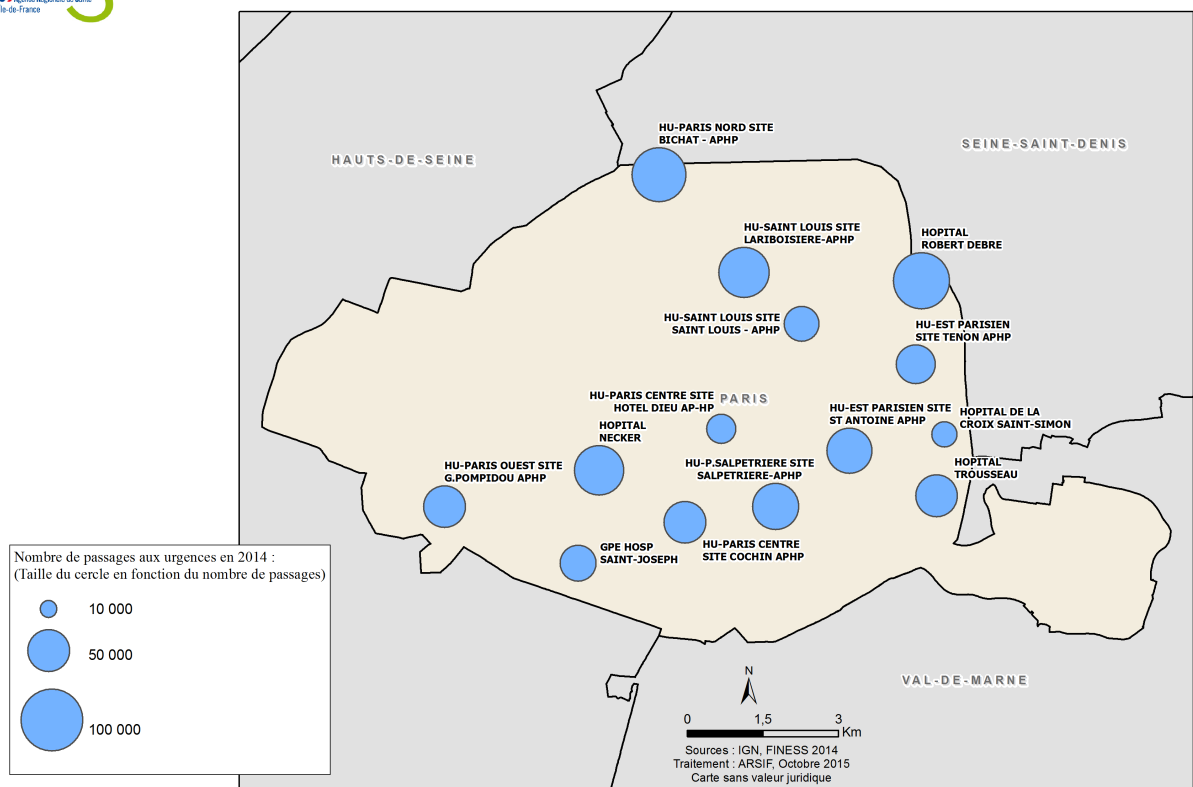 Agence Régionale de Santé
Ile-de-France
HAUTS-DE-SEINE
HU-PARIS NORD SITE
BICHAT - APHP
SEINE-SAINT-DENIS
HU-SAINT LOUIS SITE
LARIBOISIERE-APHP
HOPITAL
ROBERT DEBRE
HU-SAINT LOUIS SITE
SAINT LOUIS - APHP
HU-EST PARISIEN
SITE TENON APHP
HU-PARIS CENTRE SITE
HOTEL DIEU AP-HP
PARIS
HU-EST PARISIEN SITE
ST ANTOINE APHP
HOPITAL DE LA
CROIX SAINT-SIMON
HOPITAL
NECKER
HU-PARIS OUEST SITE
G.POMPIDOU APHP
HU-P.SALPETRIERE SITE
SALPETRIERE-APHP
HOPITAL
TROUSSEAU
GPE HOSP
SAINT-JOSEPH
HU-PARIS CENTRE
SITE COCHIN APHP
Nombre de passages aux urgences en 2014 :
(Taille du cercle en fonction du nombre de passages)
10 000
50 000
100 000
VAL-DE-MARNE
N
0 1,5 3
Km
Sources : IGN, FINESS 2014
Traitement : ARSIF, Octobre 2015
Carte sans valeur juridique